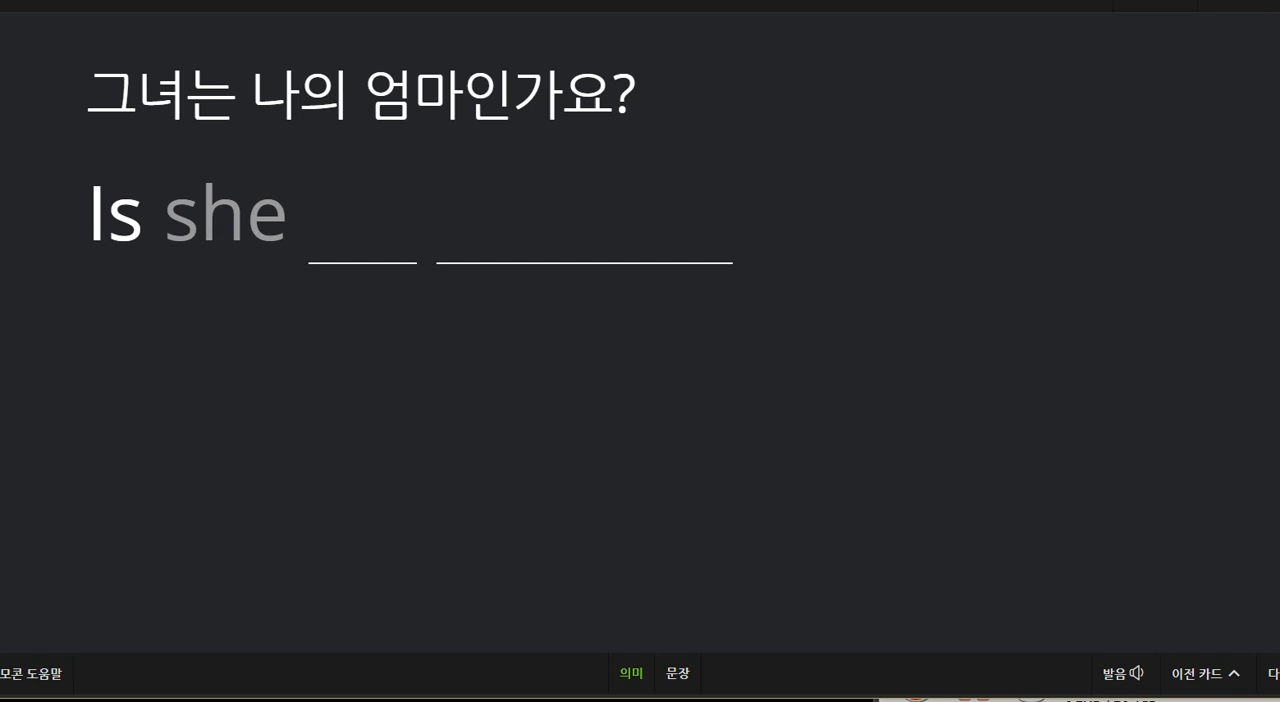 그녀는 나의 엄마인가요?
Is she
모콘 도움말
의미
문장
발음
이전 카드
다